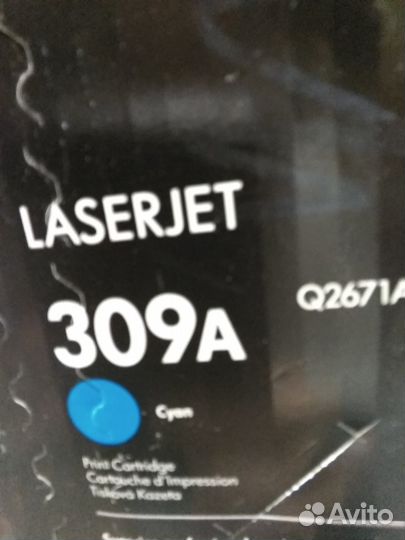 LASERJET
309A
Q2671A
Cyan
Print Cartridge
Cartouche d'Impression
Tisková Kazeta
Avito